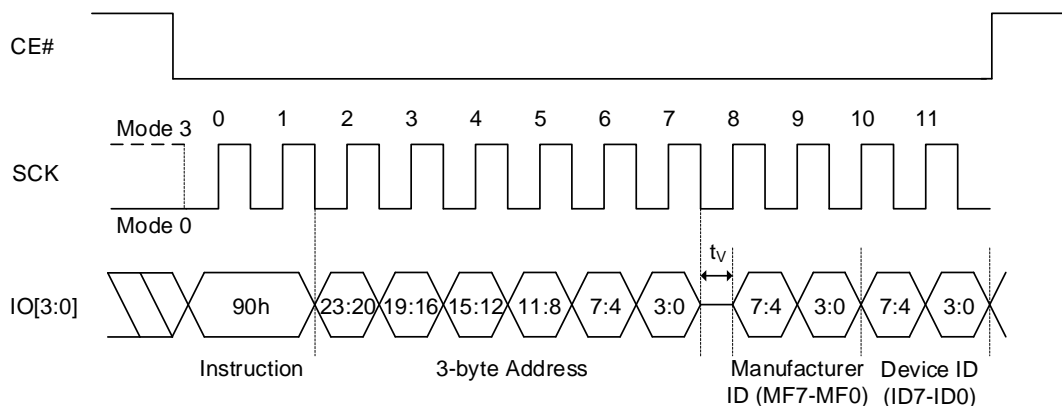 CE#
0 1 2 3 4 5 6 7 8 9 10 11
Mode 3
SCK
Mode 0
tV
IO[3:0] 90h 23:20 19:16 15:12 11:8 7:4 3:0 7:4 3:0 7:4 3:0
Instruction 3-byte Address Manufacturer Device ID
ID (MF7-MF0) (ID7-ID0)